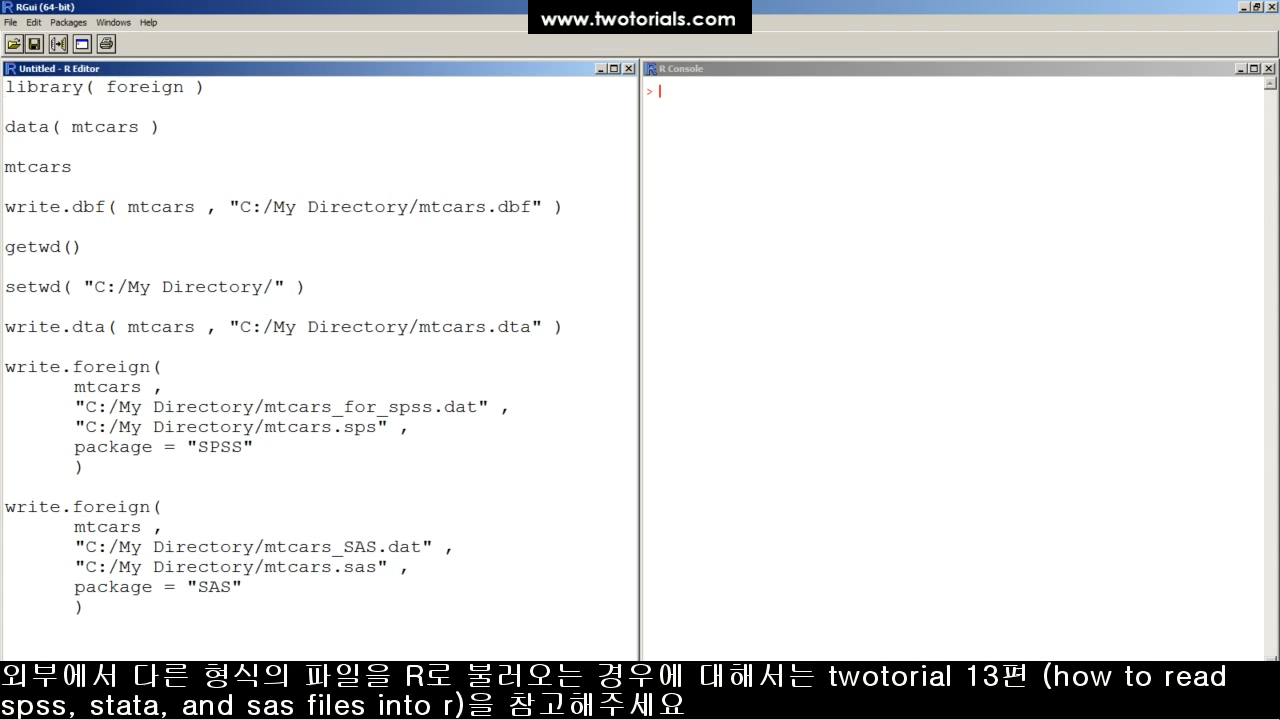 RGui (64-bit)
www.twotorials.com
File Edit Packages Windows Help
Untitled - R Editor
library( foreign )
data( mtcars )
mtcars
write.dbf( mtcars , "C:/My Directory/mtcars.dbf" )
getwd()
setwd( "C:/My Directory/" )
write.dta( mtcars , "C:/My Directory/mtcars.dta" )
write.foreign(
mtcars ,
"C:/My Directory/mtcars_for_spss.dat" ,
"C:/My Directory/mtcars.sps" ,
package = "SPSS"
)
write.foreign(
mtcars ,
"C:/My Directory/mtcars_SAS.dat" ,
"C:/My Directory/mtcars.sas" ,
package = "SAS"
)
R Console
>
외부에서 다른 형식의 파일을 R로 불러오는 경우에 대해서는 twotorial 13편 (how to read
spss, stata, and sas files into r)을 참고해주세요